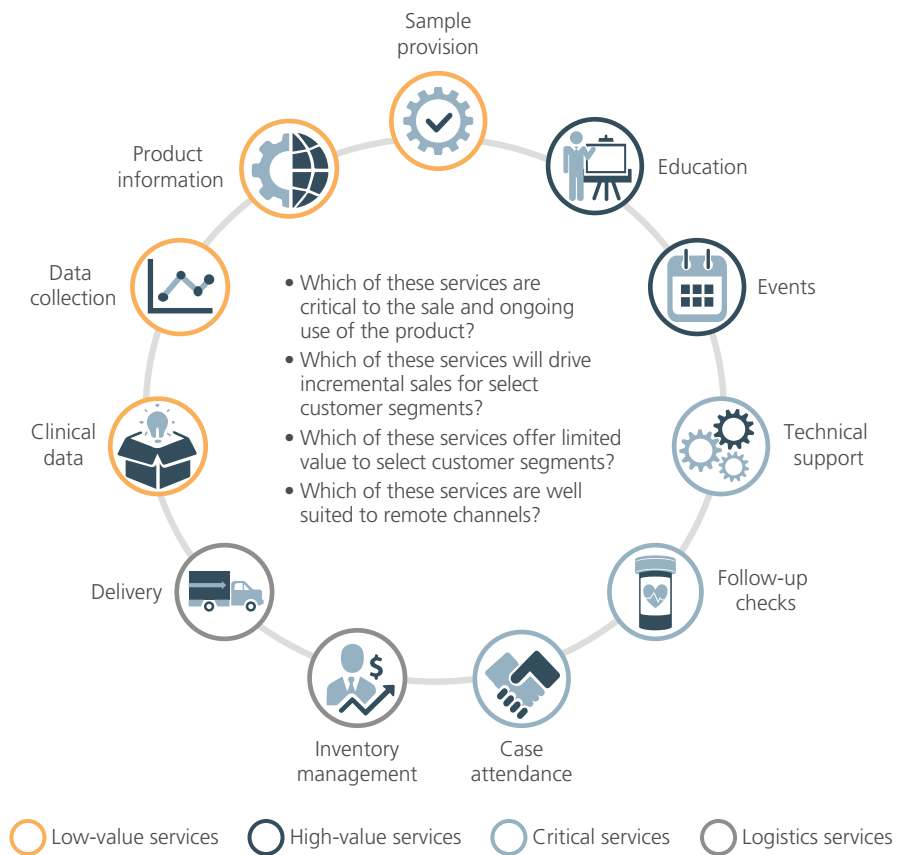 Sample
provision
Education
Events
Technical
support
Follow-up
checks
Case
attendance
Inventory
management
Delivery
Clinical
data
Data
collection
Product
information
• Which of these services are
critical to the sale and ongoing
use of the product?
• Which of these services will drive
incremental sales for select
customer segments?
• Which of these services offer limited
value to select customer segments?
• Which of these services are well
suited to remote channels?
$
Low-value services
High-value services
Critical services
Logistics services